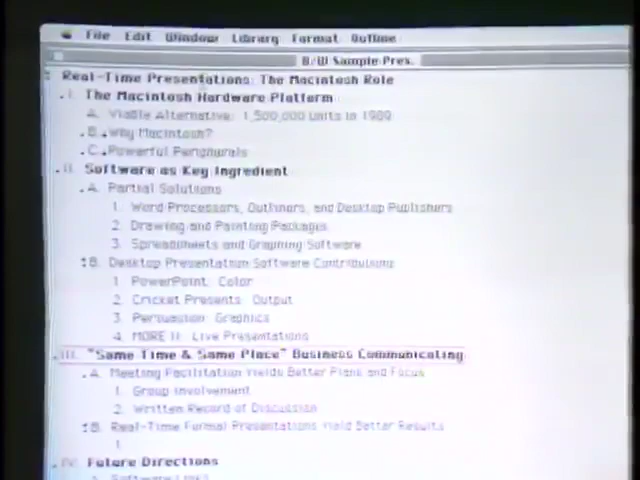 File Edit Window Library Format Outline
B/W Sample Pres.
Real-Time Presentations: The Macintosh Role
I. The Macintosh Hardware Platform
A. Viable Alternative: 1,500,000 Units in 1989
B. Why Macintosh?
C. Powerful Peripherals
II. Software as Key Ingredient
A. Partial Solutions
1. Word Processors, Outliners, and Desktop Publishers
2. Drawing and Painting Packages
3. Spreadsheets and Graphing Software
B. Desktop Presentation Software Contributions
1. PowerPoint: Color
2. Cricket Presents: Output
3. Persuasion: Graphics
4. MORE II: Live Presentations
III. "Same Time & Same Place" Business Communicating
A. Meeting Facilitation Yields Better Plans and Focus
1. Group Involvement
2. Written Record of Discussion
B. Real-Time Formal Presentations Yield Better Results
1.
IV. Future Directions
Software Links